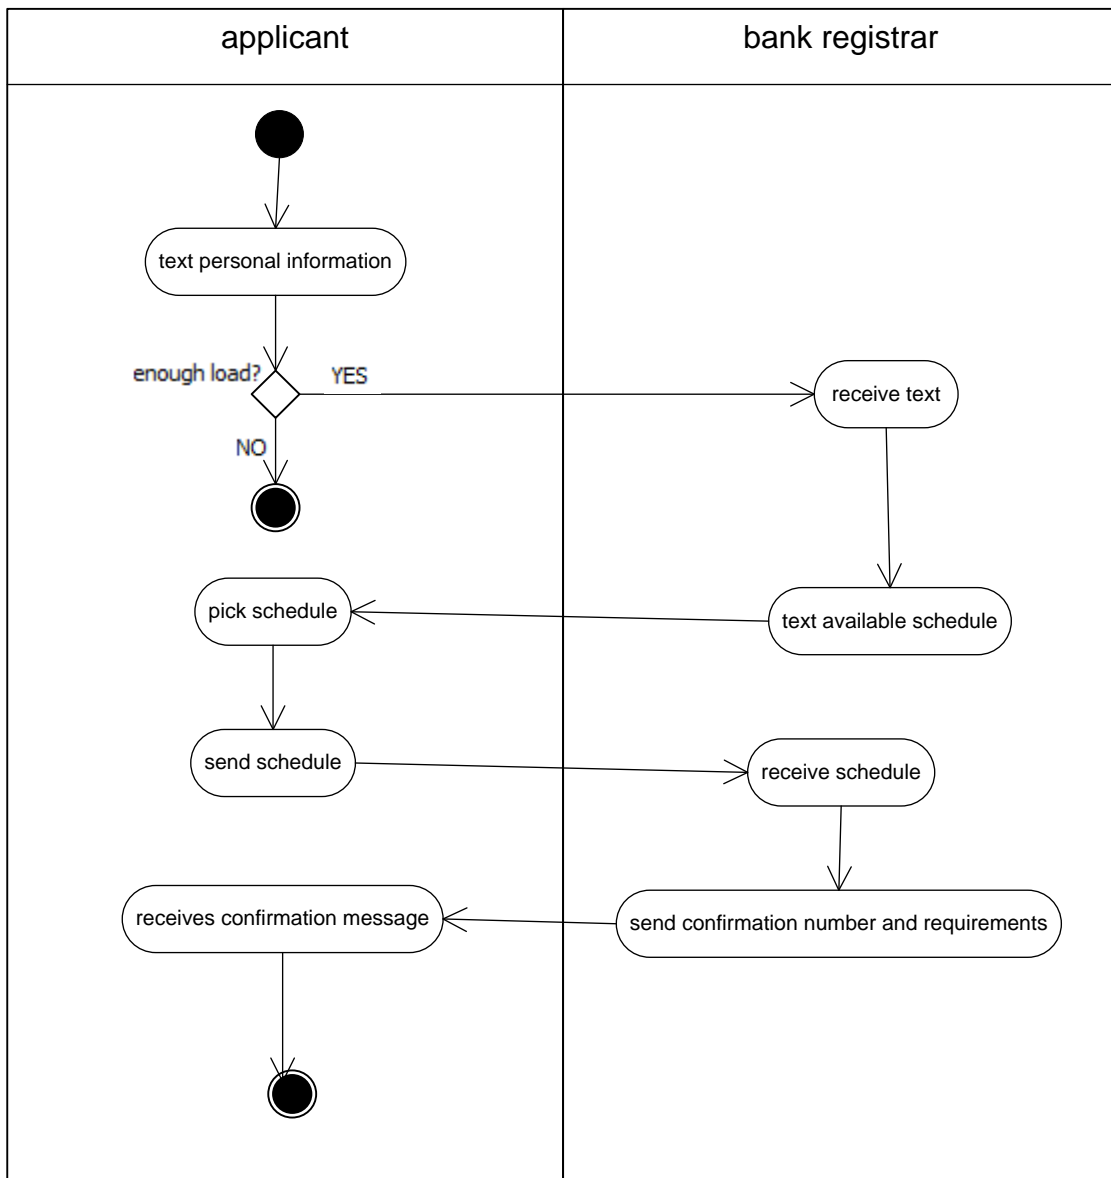 applicant
bank registrar
text personal information
enough load?
YES
receive text
NO
pick schedule
text available schedule
send schedule
receive schedule
receives confirmation message
send confirmation number and requirements